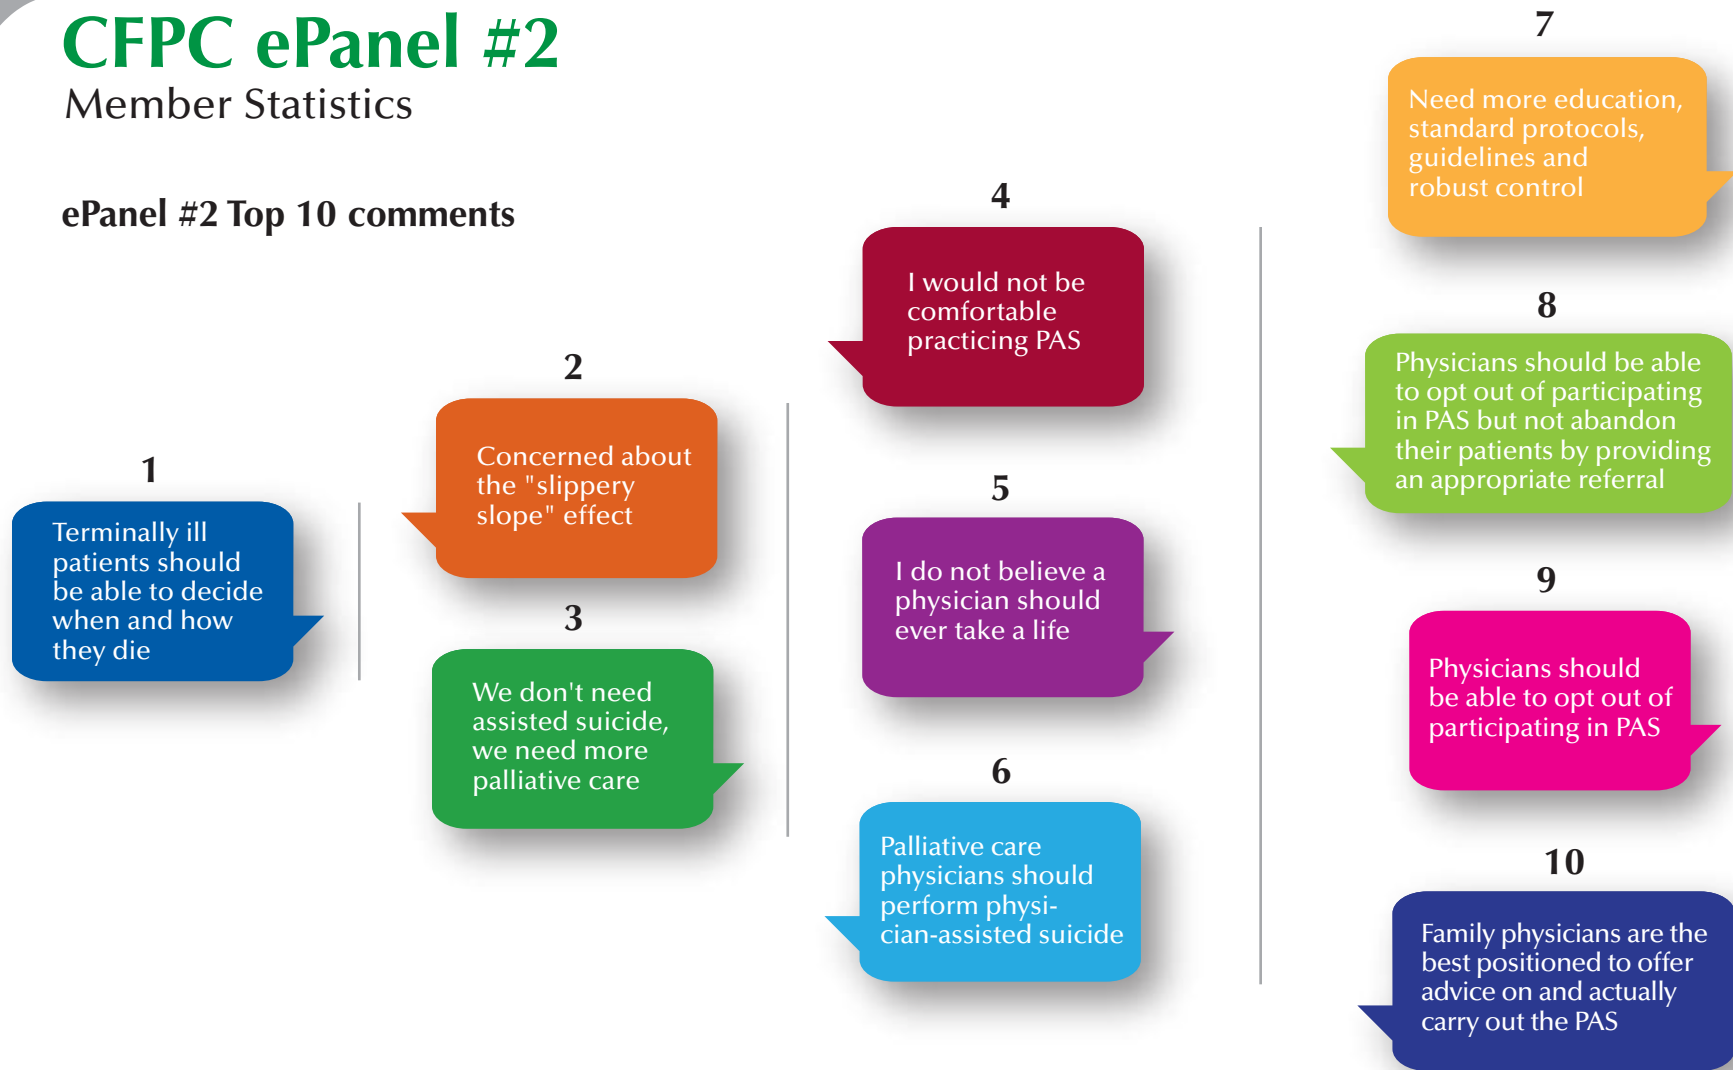 CFPC ePanel #2
Member Statistics
ePanel #2 Top 10 comments
1
Terminally ill
patients should
be able to decide
when and how
they die
2
Concerned about
the "slippery
slope" effect
3
We don't need
assisted suicide,
we need more
palliative care
4
I would not be
comfortable
practicing PAS
5
I do not believe a
physician should
ever take a life
6
Palliative care
physicians should
perform physi-
cian-assisted suicide
7
Need more education,
standard protocols,
guidelines and
robust control
8
Physicians should be able
to opt out of participating
in PAS but not abandon
their patients by providing
an appropriate referral
9
Physicians should
be able to opt out of
participating in PAS
10
Family physicians are the
best positioned to offer
advice on and actually
carry out the PAS